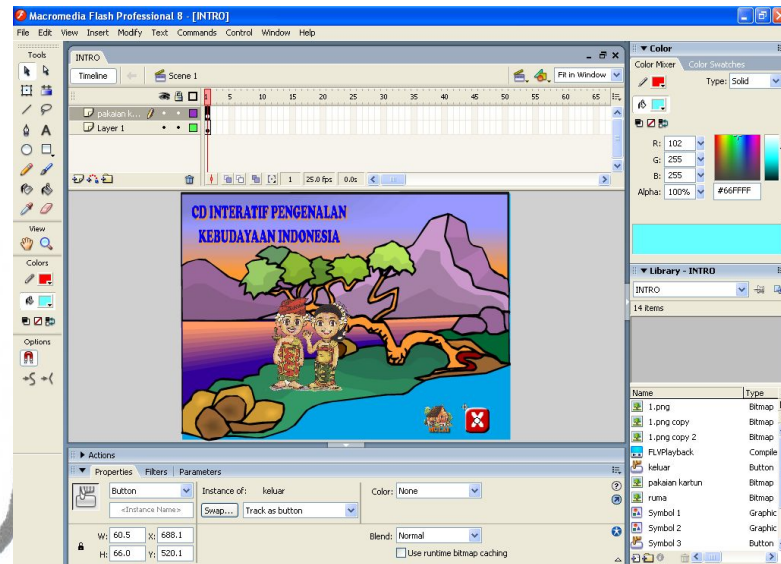 Macromedia Flash Professional 8 - [INTRO]
File Edit View Insert Modify Text Commands Control Window Help
Tools
View
Colors
Options
INTRO
Timeline Scene 1 Fit in Window
1 5 10 15 20 25 30 35 40 45 50 55 60 65
pakaian k...
Layer 1
1 25.0 fps 0.0s
CD INTERATIF PENGENALAN
KEBUDAYAAN INDONESIA
Actions
Properties Filters Parameters
Button Instance of: keluar Color: None
<Instance Name> Swap... Track as button
W: 60.5 X: 688.1 Blend: Normal
H: 66.0 Y: 520.1 Use runtime bitmap caching
Color
Color Mixer Color Swatches
Type: Solid
R: 102
G: 255
B: 255
Alpha: 100% #66FFFF
Library - INTRO
INTRO
14 items
Name Type
1.png Bitmap
1.png copy Bitmap
1.png copy 2 Bitmap
FLVPlayback Compile
keluar Button
pakaian kartun Bitmap
ruma Bitmap
Symbol 1 Graphic
Symbol 2 Graphic
Symbol 3 Button